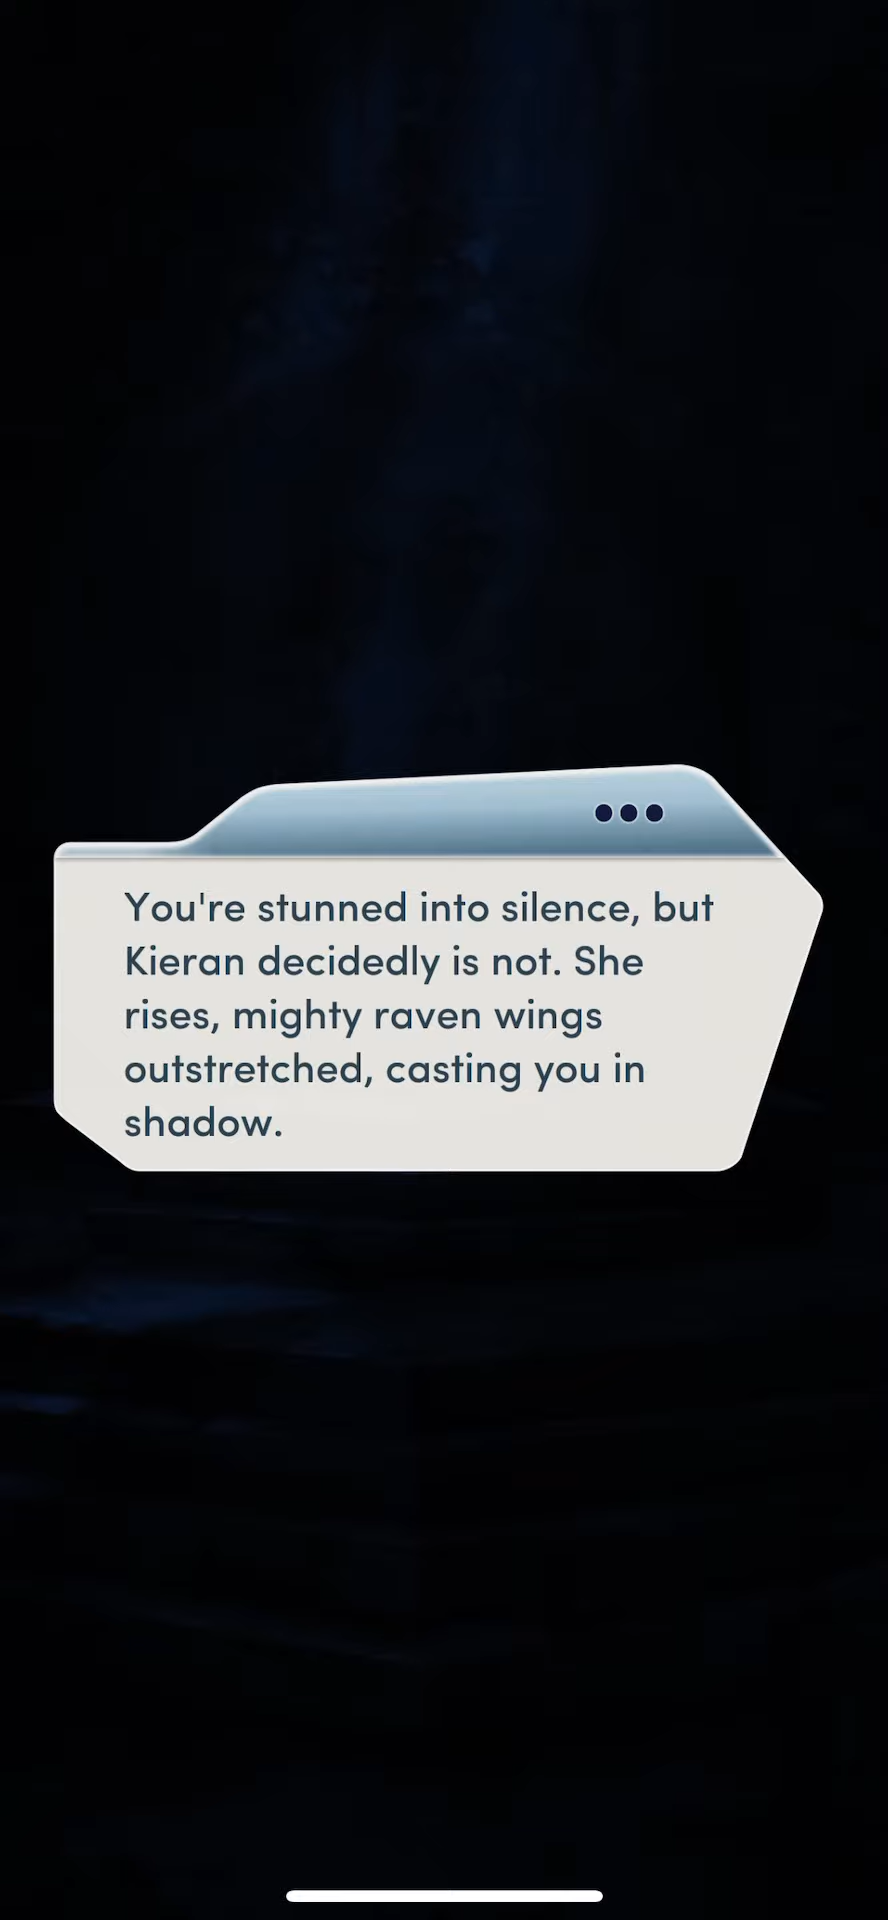 You're stunned into silence, but
Kieran decidedly is not. She
rises, mighty raven wings
outstretched, casting you in
shadow.